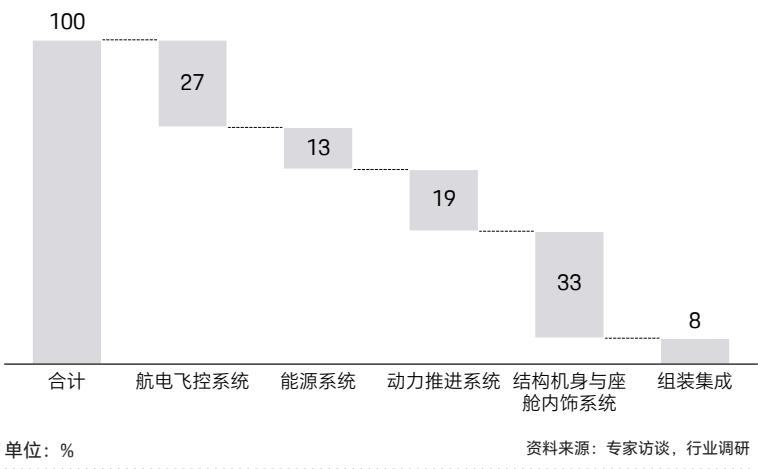 100
27
13
19
33
8
合计
航电飞控系统
能源系统
动力推进系统
结构机身与座
舱内饰系统
组装集成
单位：%
资料来源：专家访谈，行业调研